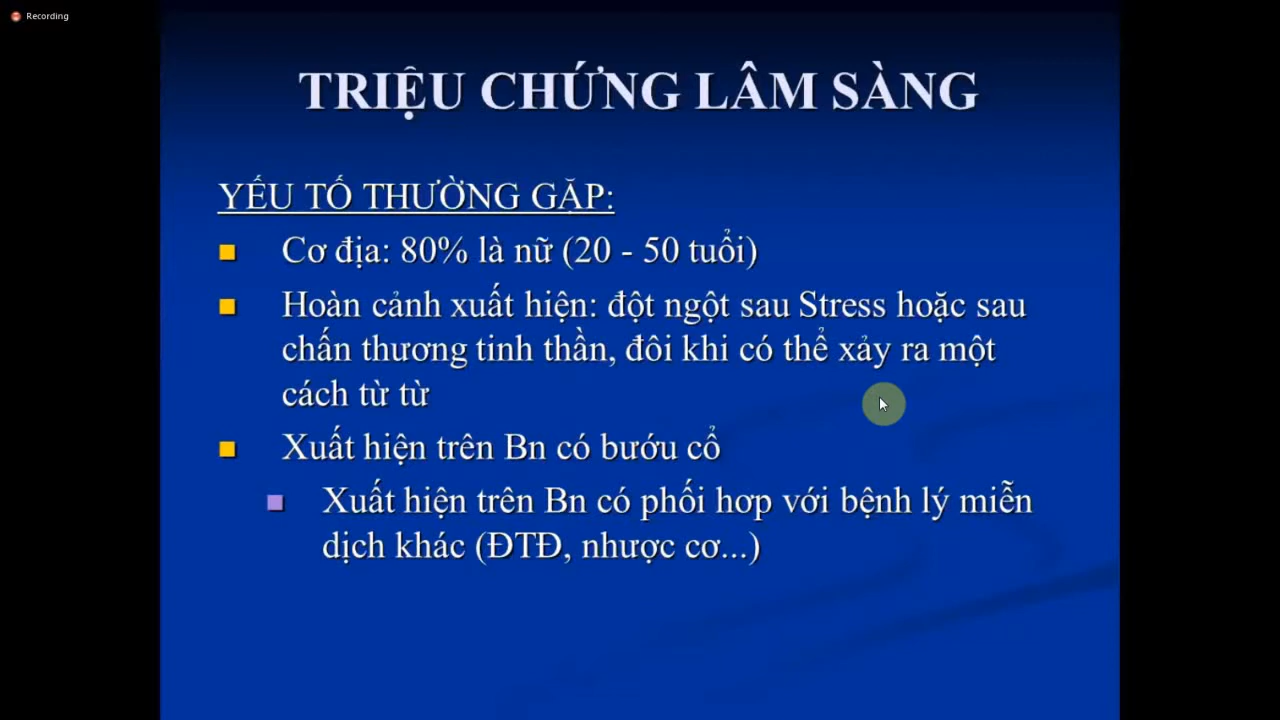 Recording
TRIỆU CHỨNG LÂM SÀNG
YẾU TỐ THƯỜNG GẶP:
Cơ địa: 80% là nữ (20 - 50 tuổi)
Hoàn cảnh xuất hiện: đột ngột sau Stress hoặc sau
chấn thương tinh thần, đôi khi có thể xảy ra một
cách từ từ
Xuất hiện trên Bn có bướu cổ
Xuất hiện trên Bn có phối hơp với bệnh lý miễn
dịch khác (ĐTĐ, nhược cơ...)